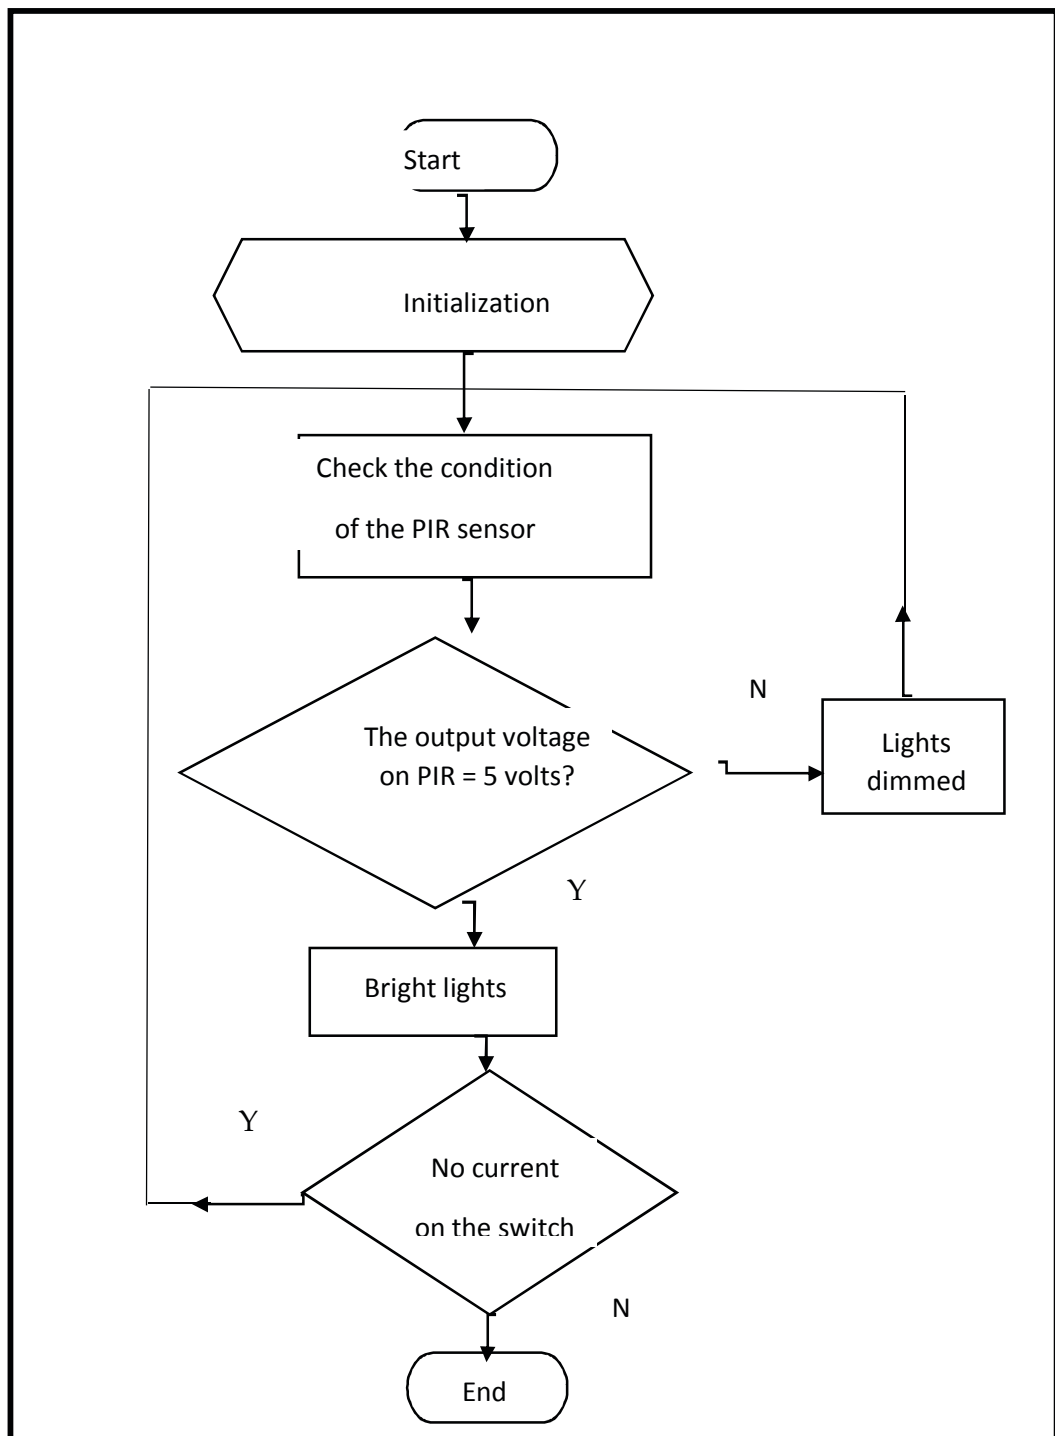 Start
Initialization
Check the condition
of the PIR sensor
The output voltage
on PIR = 5 volts?
N
Lights
dimmed
Y
Bright lights
Y
No current
on the switch
N
End